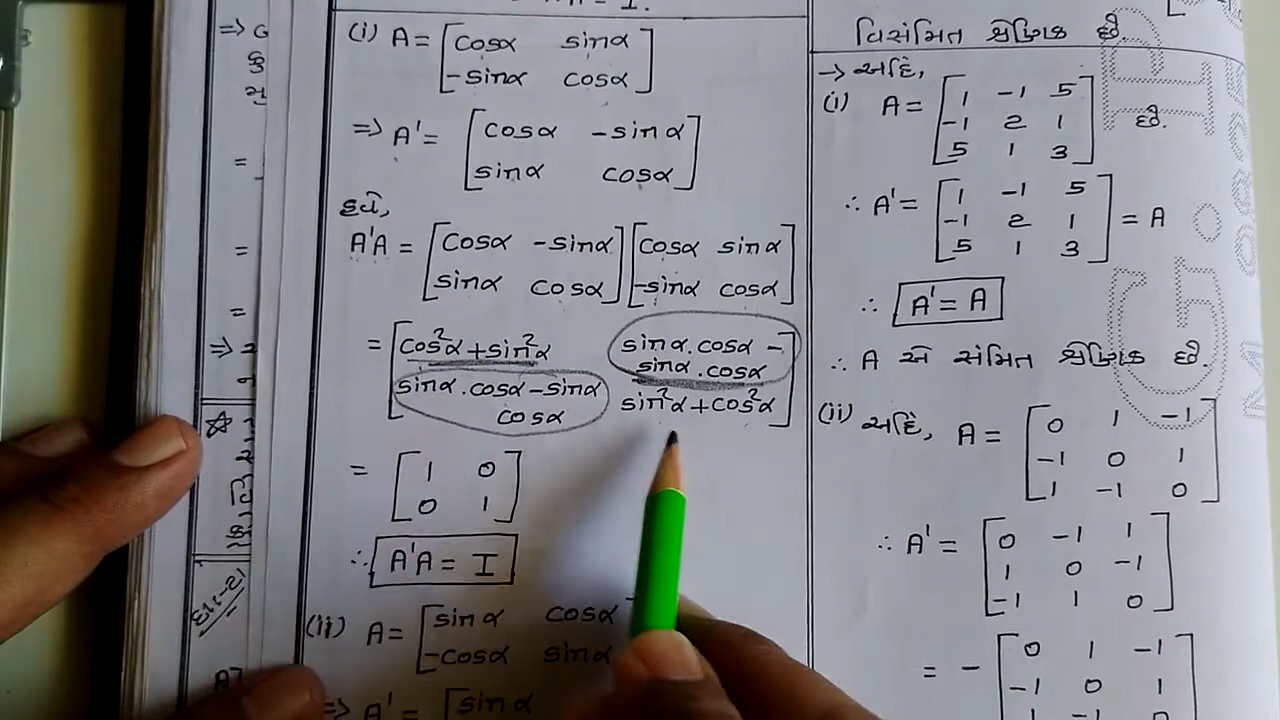 (i) A = [cosα sinα
-sinα cosα]
=> A' = [cosα -sinα
sinα cosα]
હવે,
A'A = [cosα -sinα] [cosα sinα]
[sinα cosα] [-sinα cosα]
= [cos²α + sin²α sinα.cosα - sinα.cosα
sinα.cosα - sinα cosα sin²α + cos²α]
= [1 0
0 1]
∴ A'A = I
(ii) A = [sinα cosα
-cosα sinα
=> A' = [sinα
વિસંમિત શ્રેણિક છે.
→ અહિં,
(i) A = [1 -1 5
-1 2 1 છે.
5 1 3]
∴ A' = [1 -1 5
-1 2 1 = A
5 1 3]
∴ A' = A
∴ A એ સંમિત શ્રેણિક છે.
(ii) અહિં, A = [0 1 -1
-1 0 1
1 -1 0]
∴ A' = [0 -1 1
1 0 -1
-1 1 0]
= - [0 1 -1
-1 0 1